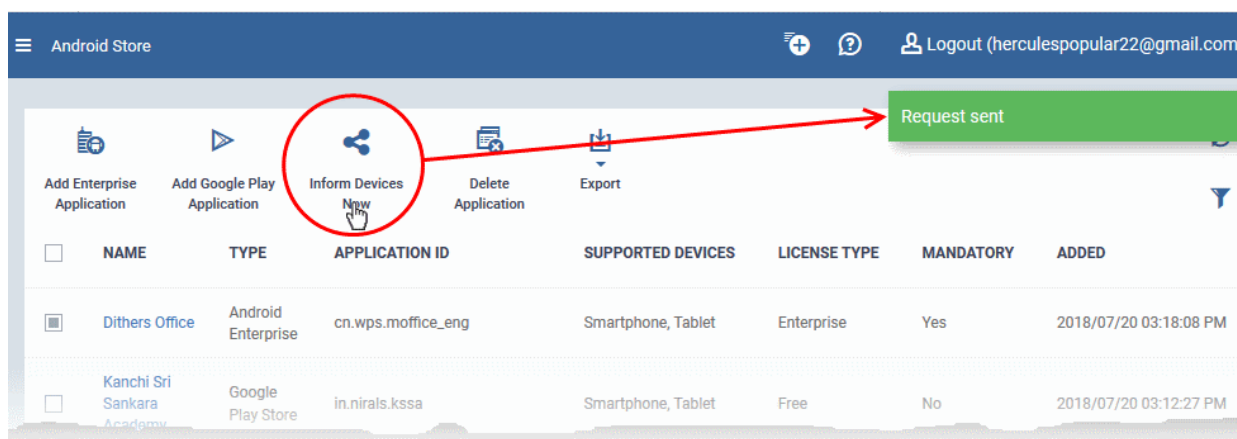 Android Store
Logout (herculespopular22@gmail.com
Request sent
Add Enterprise
Application
Add Google Play
Application
Inform Devices
Now
Delete
Application
Export
NAME TYPE APPLICATION ID SUPPORTED DEVICES LICENSE TYPE MANDATORY ADDED
Dithers Office Android
Enterprise cn.wps.moffice_eng Smartphone, Tablet Enterprise Yes 2018/07/20 03:18:08 PM
Kanchi Sri
Sankara
Academy Google
Play Store in.nirals.kssa Smartphone, Tablet Free No 2018/07/20 03:12:27 PM